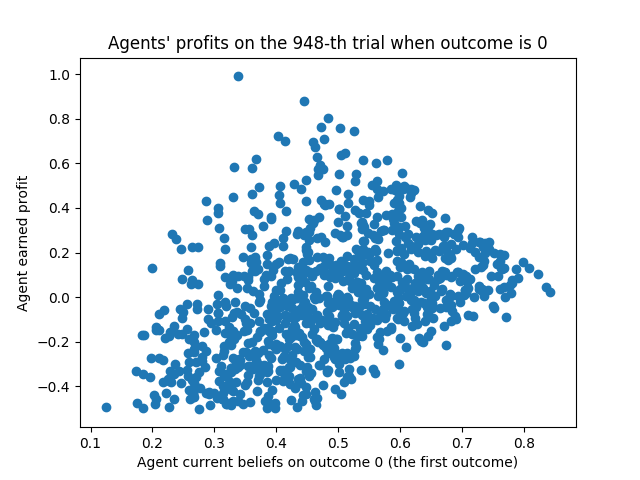 Agents' profits on the 948-th trial when outcome is 0
1.0
0.8
0.6
0.4
0.2
0.0
−0.2
−0.4
Agent earned profit
0.1 0.2 0.3 0.4 0.5 0.6 0.7 0.8
Agent current beliefs on outcome 0 (the first outcome)